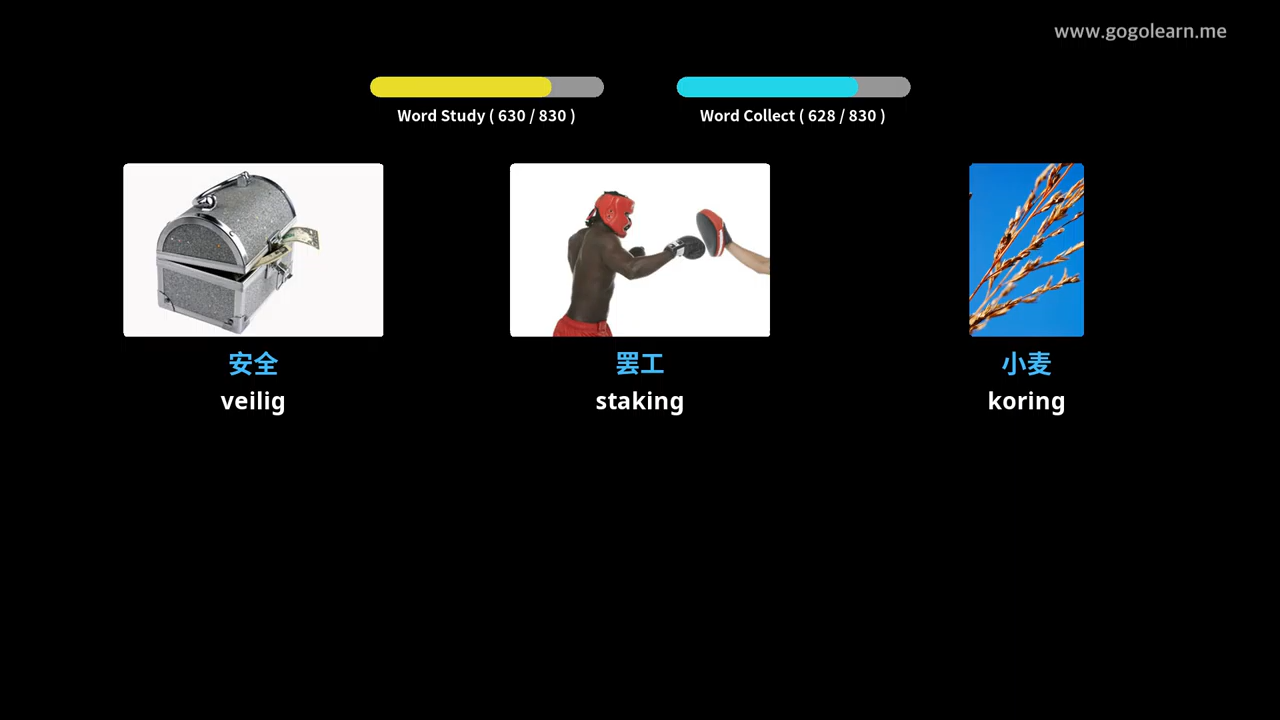 www.gogolearn.me
Word Study ( 630 / 830 )
Word Collect ( 628 / 830 )
安全
veilig
罢工
staking
小麦
koring